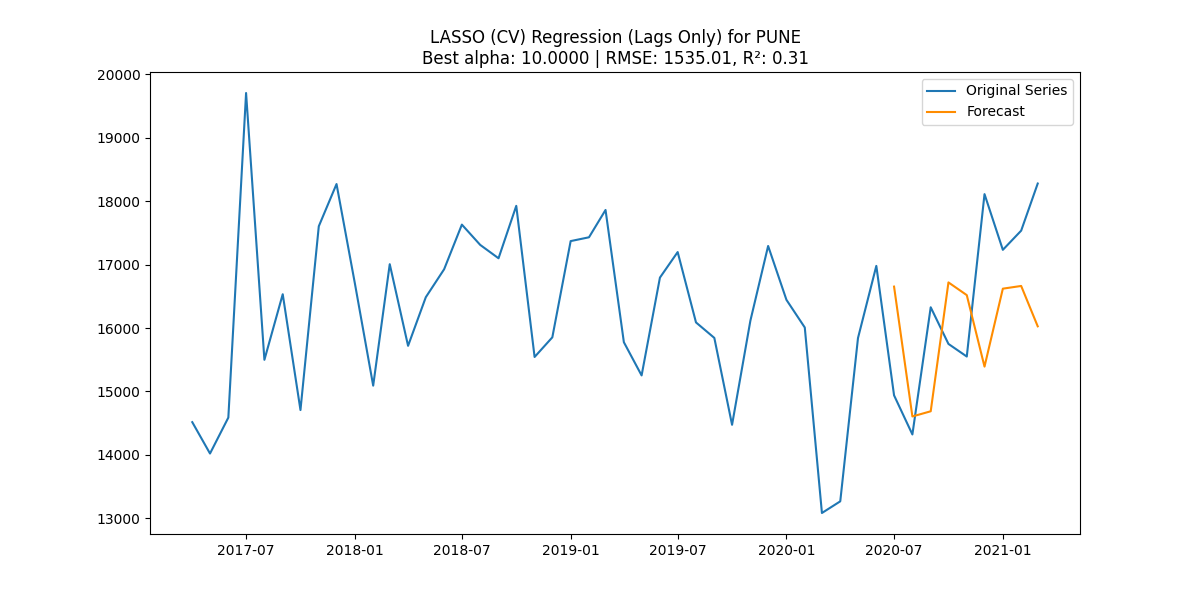 LASSO (CV) Regression (Lags Only) for PUNE
Best alpha: 10.0000 | RMSE: 1535.01, R²: 0.31
Original Series
Forecast
20000
19000
18000
17000
16000
15000
14000
13000
2017-07 2018-01 2018-07 2019-01 2019-07 2020-01 2020-07 2021-01